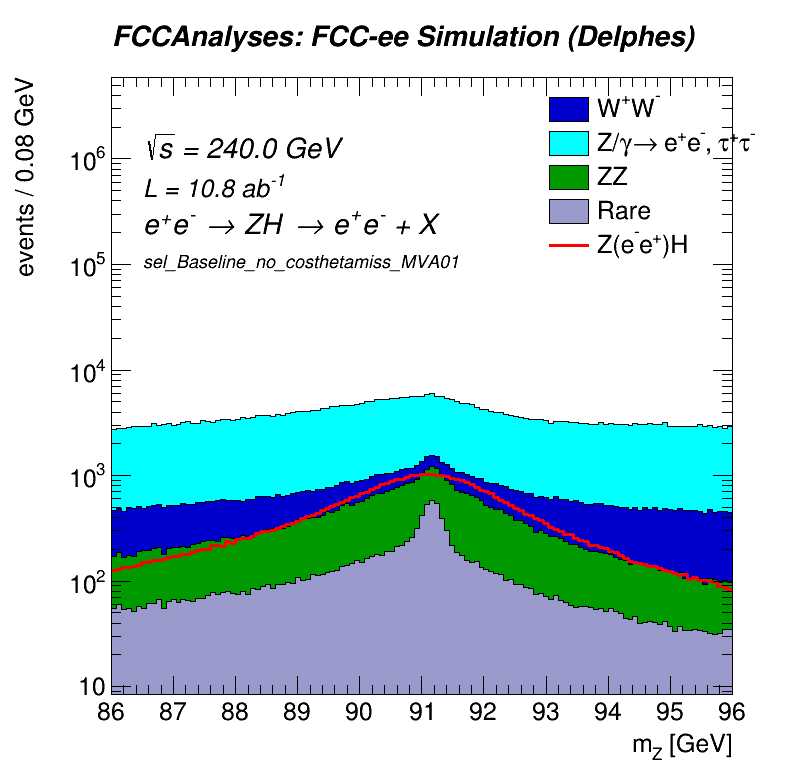 FCCAnalyses: FCC-ee Simulation (Delphes)
events / 0.08 GeV
√s = 240.0 GeV
L = 10.8 ab⁻¹
e⁺e⁻ → ZH → e⁺e⁻ + X
sel_Baseline_no_costhetamiss_MVA01
W⁺W⁻
Z/γ→ e⁺e⁻, τ⁺τ⁻
ZZ
Rare
Z(e⁻e⁺)H
10⁶
10⁵
10⁴
10³
10²
10
86 87 88 89 90 91 92 93 94 95 96
m_Z [GeV]